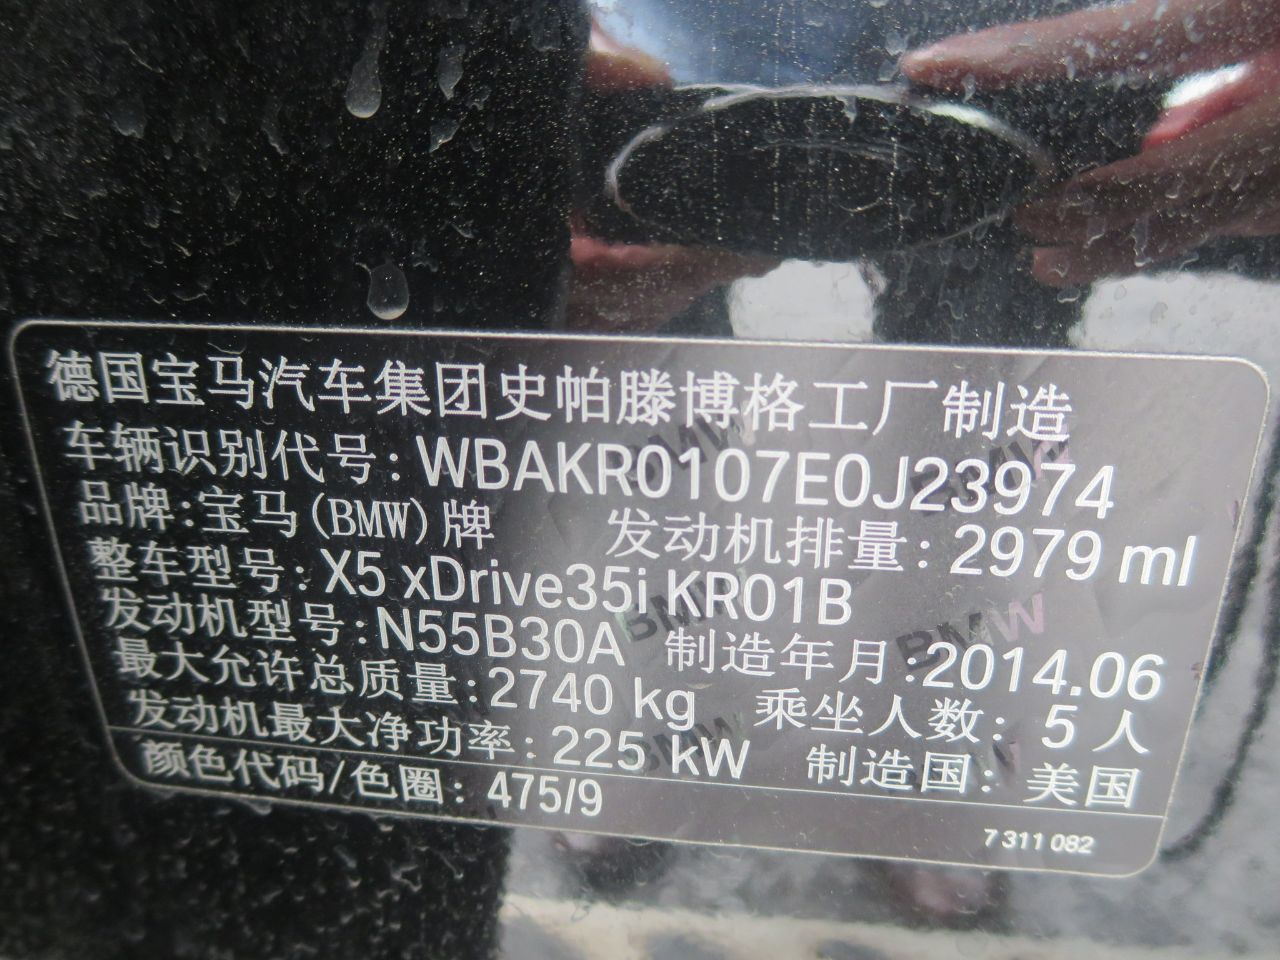 德国宝马汽车集团史帕滕博格工厂制造
车辆识别代号: WBAKR0107E0J23974
品牌:宝马(BMW)牌 发动机排量: 2979 ml
整车型号: X5 xDrive35i KR01B
发动机型号:N55B30A 制造年月:2014.06
最大允许总质量:2740 kg 乘坐人数: 5 人
发动机最大净功率: 225 kW 制造国: 美国
颜色代码/色圈: 475/9
7 311 082